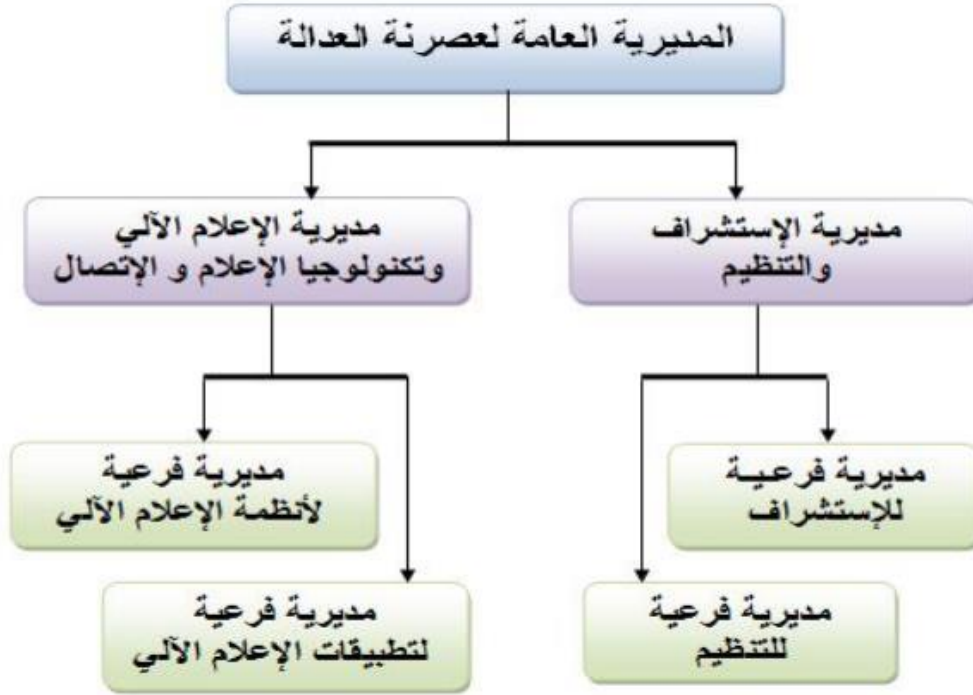 المديرية العامة لعصرنة العدالة
مديرية الإستشراف
والتنظيم
مديرية الإعلام الآلي
وتكنولوجيا الإعلام و الإتصال
مديرية فرعـيـة
للإستشراف
مديرية فرعية
للتنظيم
مديرية فرعية
لأنظمة الإعلام الآلي
مديرية فرعية
لتطبيقات الإعلام الآلي